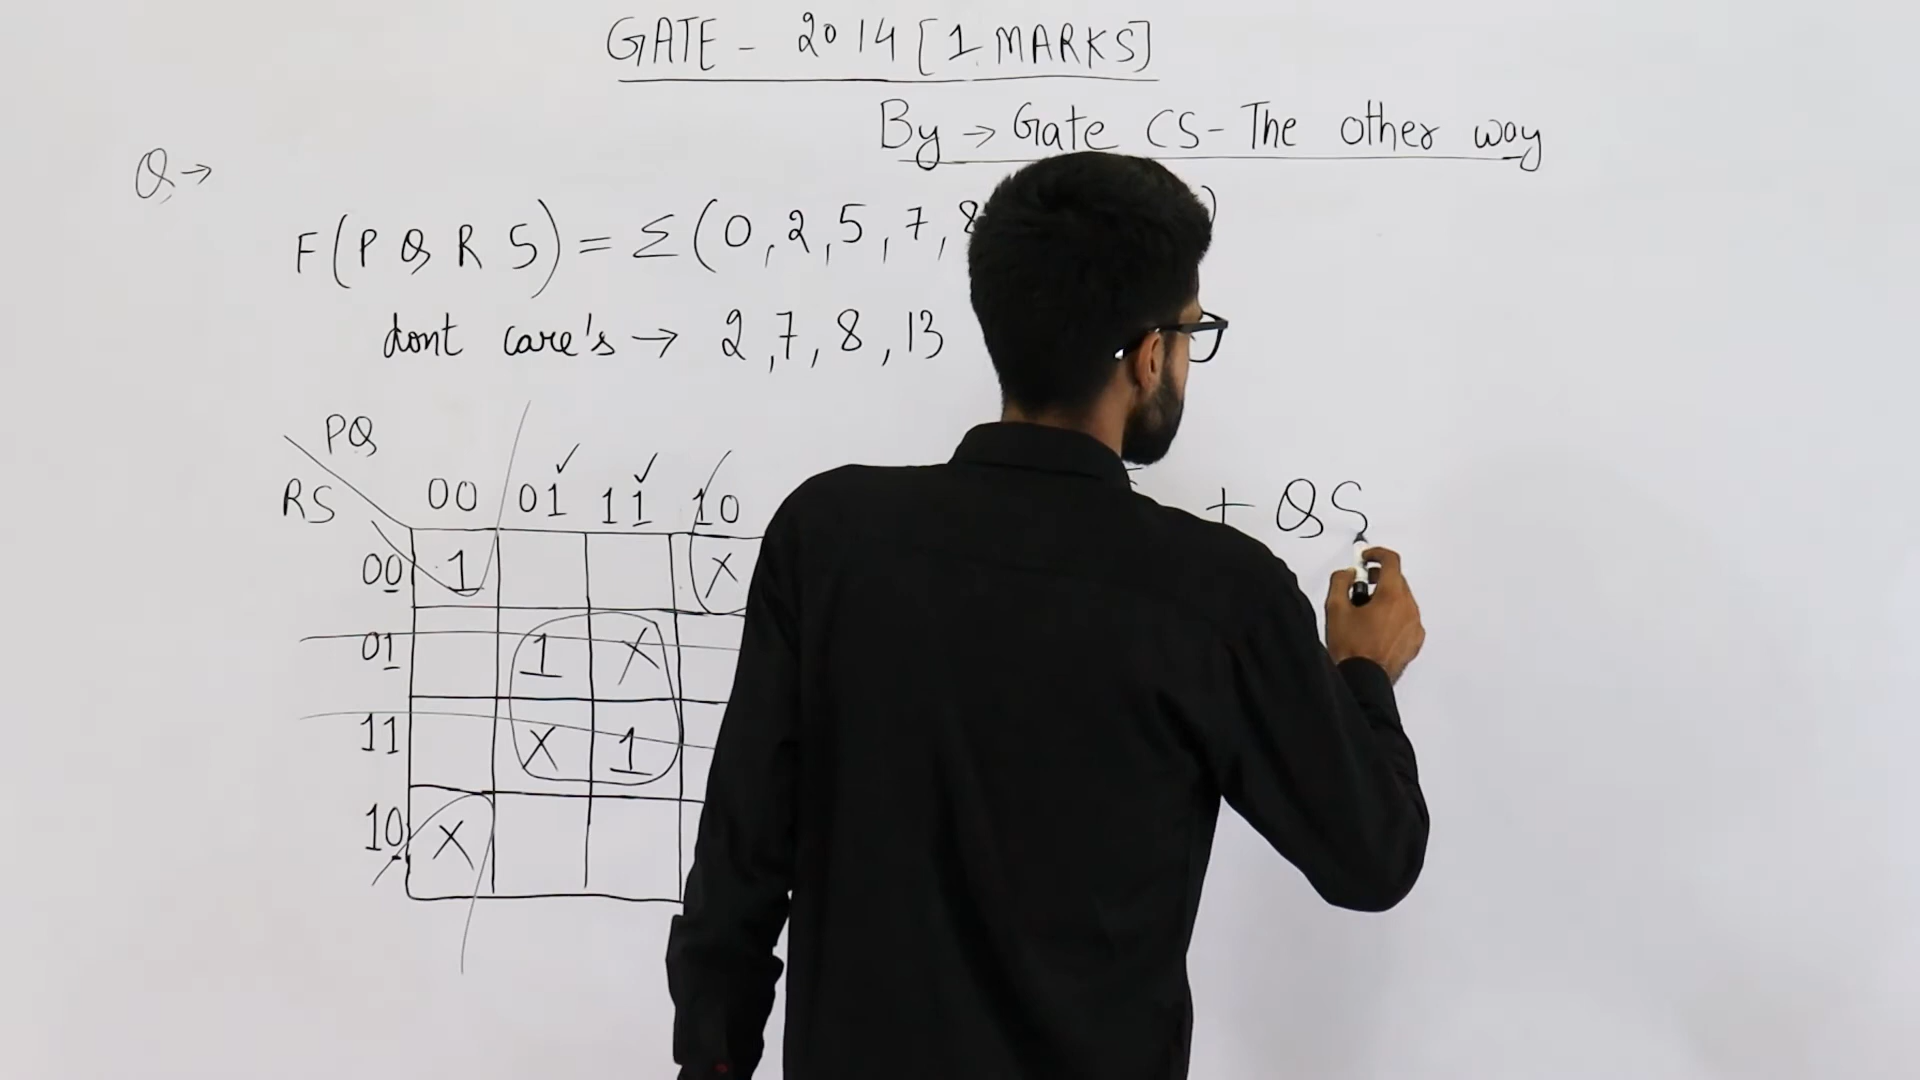 GATE - 2014 [1 MARKS]
By → Gate CS - The other way
Q →
F(P Q R S) = Σ(0, 2, 5, 7, 8 )
dont care's → 2, 7, 8, 13
PQ
RS 00 01 11 10
00 1 X
01 1 X
11 X 1
10 X
+ QS